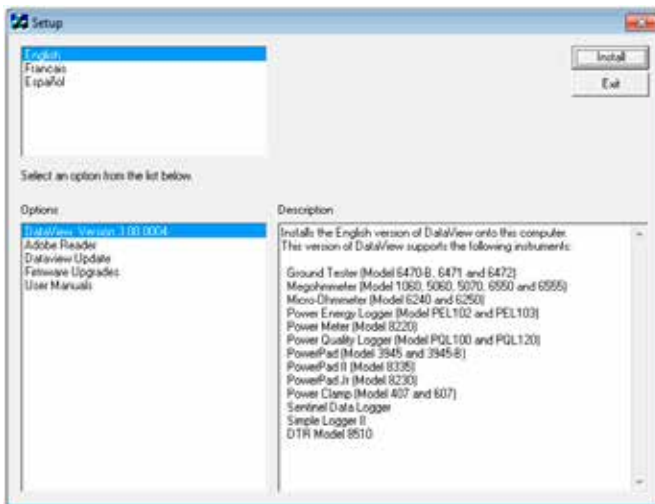 Setup
English
Francais
Español
Install
Exit
Select an option from the list below.
Options
DataView Version 3.00.0004
Adobe Reader
Dataview Update
Firmware Upgrades
User Manuals
Description
Installs the English version of DataView onto this computer.
This version of DataView supports the following instruments:
Ground Tester (Model 6470-B, 6471 and 6472)
Megohmmeter (Model 1060, 5060, 5070, 6550 and 6555)
Micro-Ohmmeter (Model 6240 and 6250)
Power Energy Logger (Model PEL102 and PEL103)
Power Meter (Model 8220)
Power Quality Logger (Model PQL100 and PQL120)
PowerPad (Model 3945 and 3945-B)
PowerPad II (Model 8335)
PowerPad Jr (Model 8230)
Power Clamp (Model 407 and 607)
Sentinel Data Logger
Simple Logger II
DTR Model 8510